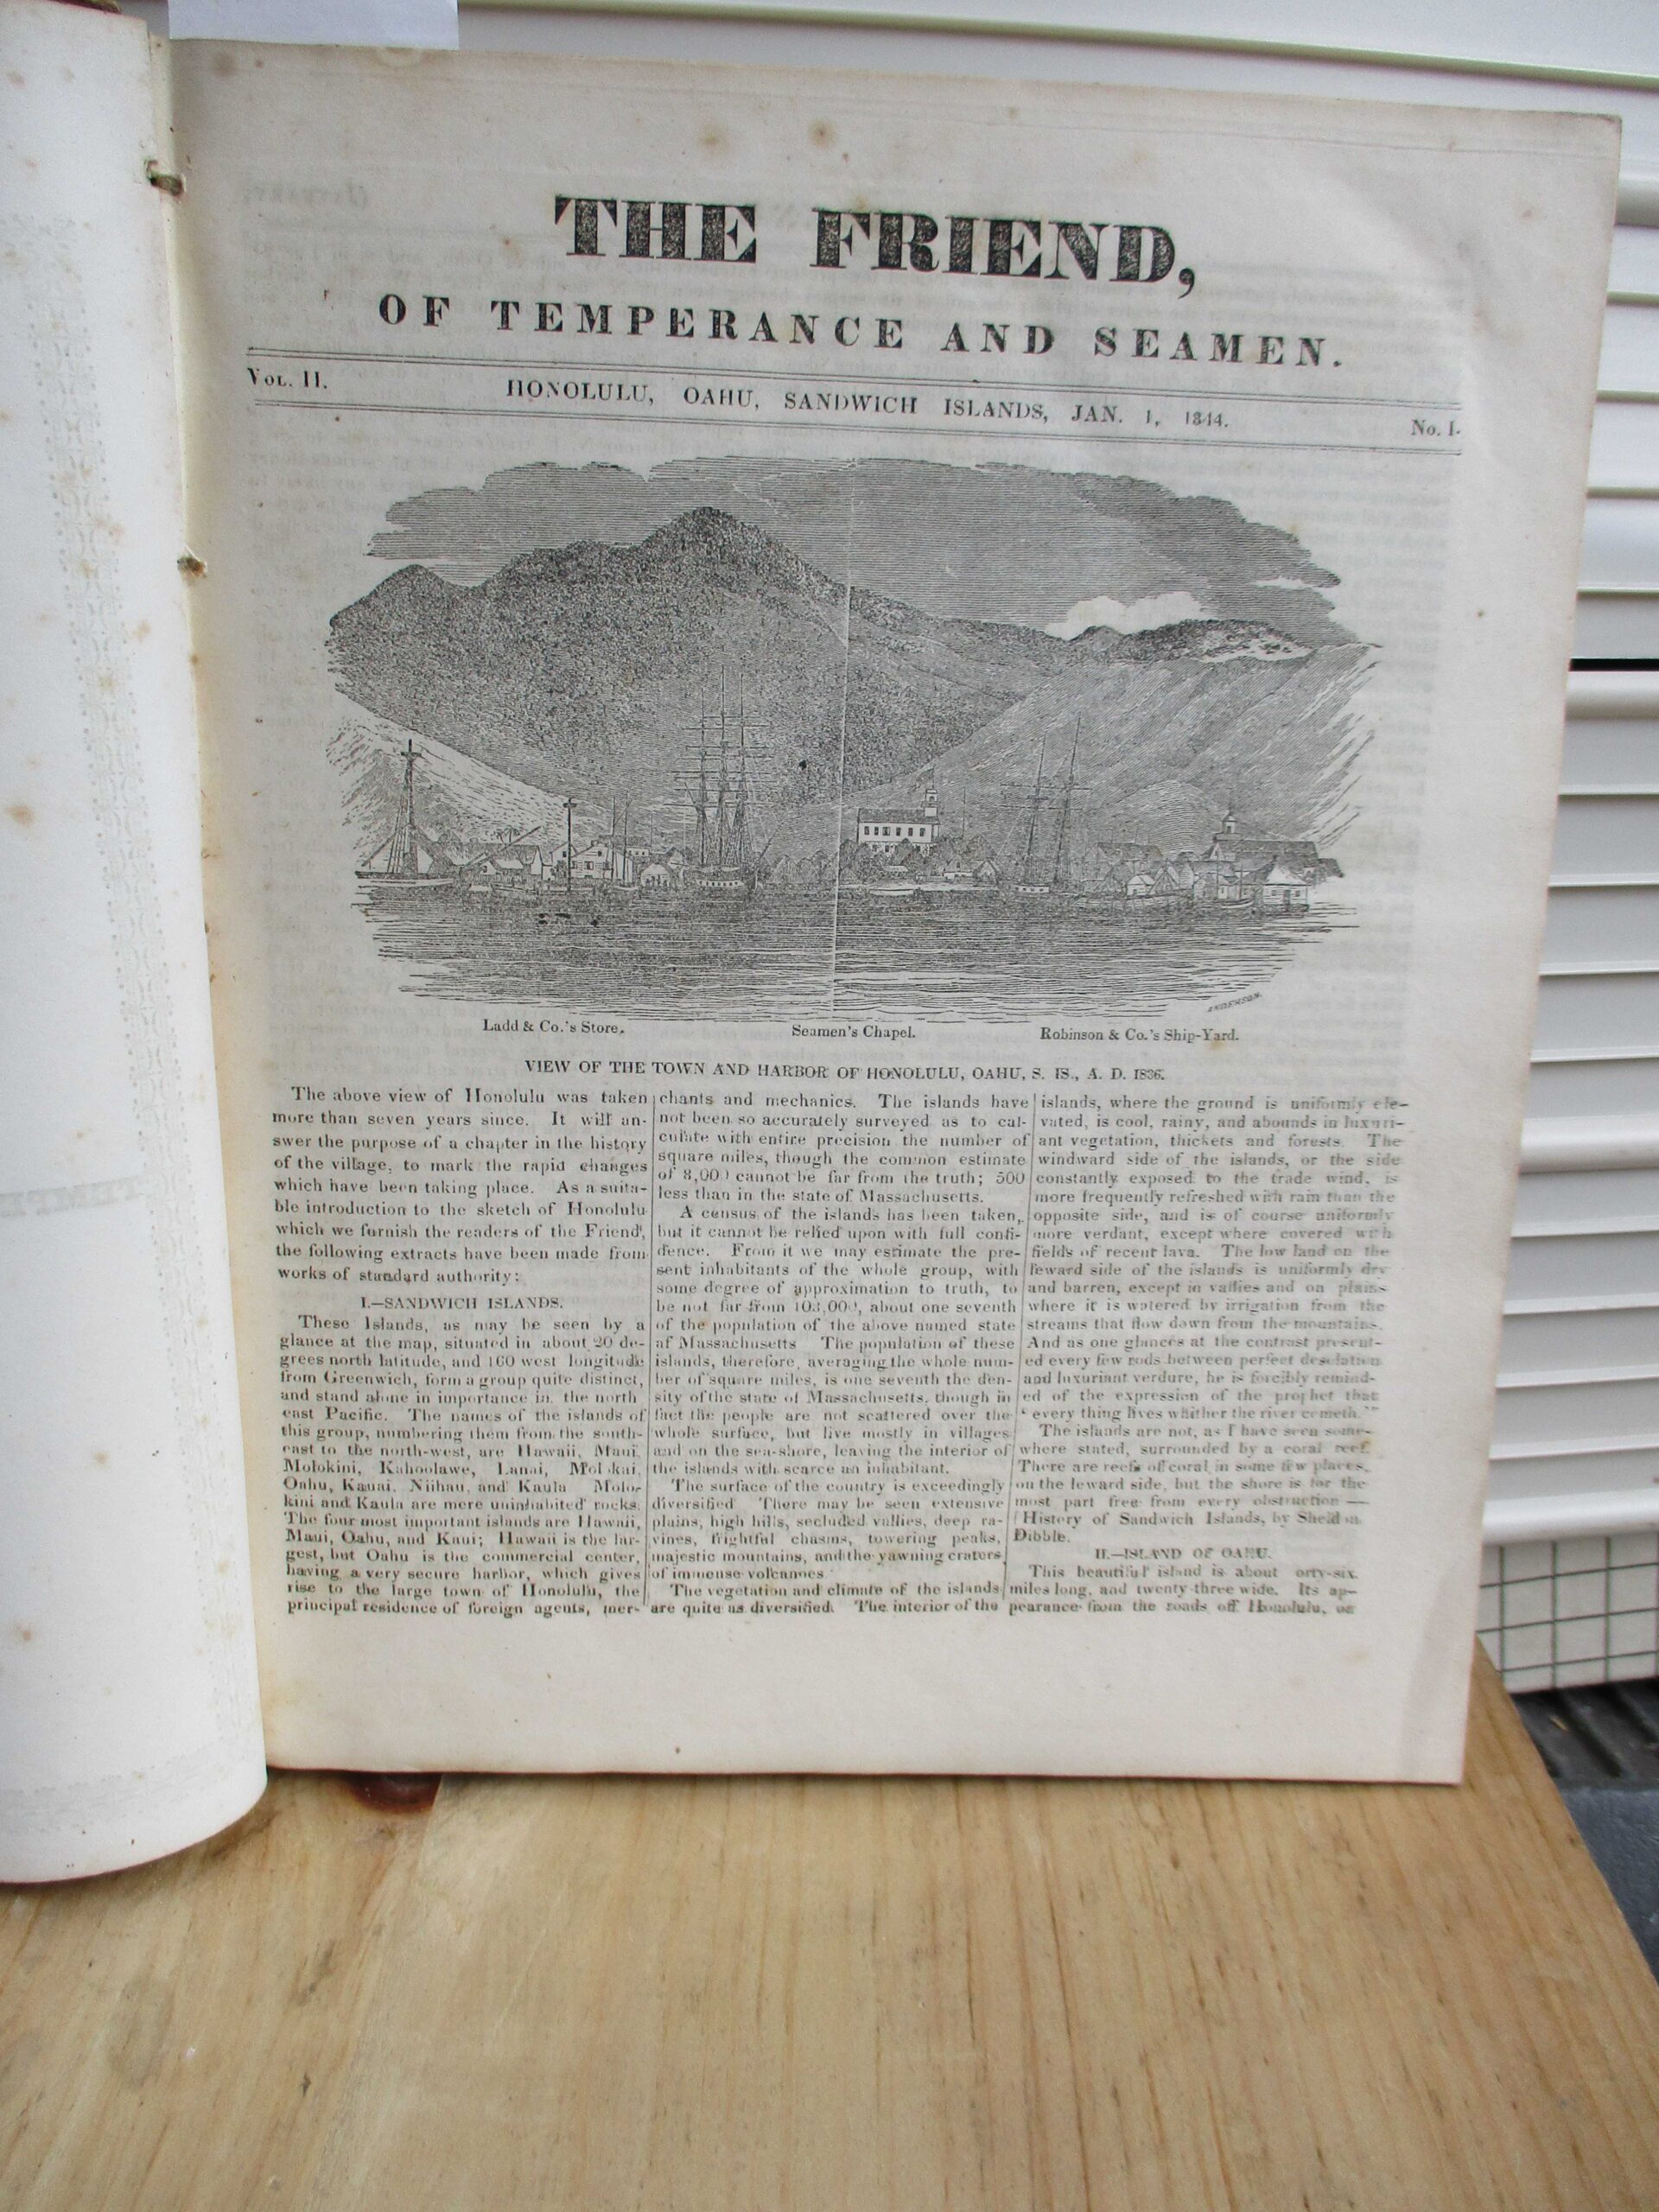 THE FRIEND,
OF TEMPERANCE AND SEAMEN.
VOL. II.
HONOLULU, OAHU, SANDWICH ISLANDS, JAN. 1, 1844.
No. I.
ANDERSON.
Ladd & Co.'s Store.
Seamen's Chapel.
Robinson & Co.'s Ship-Yard.
VIEW OF THE TOWN AND HARBOR OF HONOLULU, OAHU, S. IS., A. D. 1836.
The above view of Honolulu was taken
more than seven years since. It will an-
swer the purpose of a chapter in the history
of the village, to mark the rapid changes
which have been taking place. As a suita-
ble introduction to the sketch of Honolulu
which we furnish the readers of the Friend,
the following extracts have been made from
works of standard authority:
I.—SANDWICH ISLANDS.
These Islands, as may be seen by a
glance at the map, situated in about 20 de-
grees north latitude, and 160 west longitude
from Greenwich, form a group quite distinct,
and stand alone in importance in. the north
east Pacific. The names of the islands of
this group, numbering them from the south-
east to the north-west, are Hawaii, Maui,
Molokini, Kahoolawe, Lanai, Molokai,
Oahu, Kauai, Niihau, and Kaula Molo-
kini and Kaula are mere uninhabited rocks.
The four most important islands are Hawaii,
Maui, Oahu, and Kaui; Hawaii is the lar-
gest, but Oahu is the commercial center,
having a very secure harbor, which gives
rise to the large town of Honolulu, the
principal residence of foreign agents, mer-
chants and mechanics. The islands have
not been so accurately surveyed as to cal-
culate with entire precision the number of
square miles, though the common estimate
of 8,000 cannot be far from the truth; 500
less than in the state of Massachusetts.
A census of the islands has been taken,
but it cannot be relied upon with full confi-
dence. From it we may estimate the pre-
sent inhabitants of the whole group, with
some degree of approximation to truth, to
be not far from about one seventh
of the population of the above named state
af Massachusetts The population of these
islands, therefore, averaging the whole num-
ber of square miles, is one seventh the den-
sity of the state of Massachusetts, though in
fact the people are not scattered over the
whole surface, but live mostly in villages
and on the sea-shore, leaving the interior of
the islands with scarce an inhabitant.
The surface of the country is exceedingly
diversified There may be seen extensive
plains, high hills, secluded vallies, deep ra-
vines, frightful chasms, towering peaks,
majestic mountains, and the yawning craters
of immense volcanoes
The vegetation and climate of the islands
are quite as diversified. The interior of the
islands, where the ground is uniformly ele-
vated, is cool, rainy, and abounds in luxuri-
ant vegetation, thickets and forests. The
windward side of the islands, or the side
constantly exposed to the trade wind, is
more frequently refreshed with rain than the
opposite side, and is of course uniformly
more verdant, except where covered with
fields of recent lava. The low land on the
leward side of the islands is uniformly dry
and barren, except in vallies and on plains
where it is watered by irrigation from the
streams that flow down from the mountains.
And as one glances at the contrast present-
ed every few rods between perfect desolation
and luxuriant verdure, he is forcibly remind-
ed of the expression of the prophet that
‘every thing lives whither the river cometh.’"
The islands are not, as I have seen some-
where stated, surrounded by a coral reef.
There are reefs of coral in some few places,
on the leward side, but the shore is for the
most part free from every obstruction —
History of Sandwich Islands, by Sheldon
Dibble.
II.—ISLAND OF OAHU.
This beautiful island is about orty-six
miles long, and twenty-three wide. Its ap-
pearance from the roads off Honolulu, or